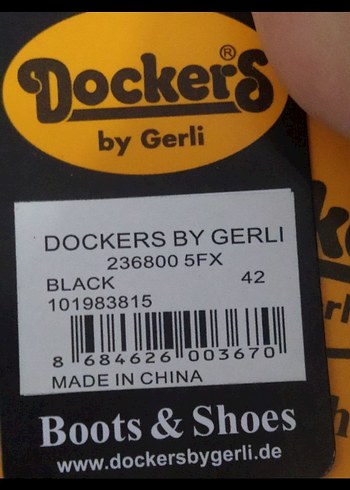 Dockers®
by Gerli
DOCKERS BY GERLI
236800 5FX
BLACK 42
101983815
8 684626 003670
MADE IN CHINA
Boots & Shoes
www.dockersbygerli.de